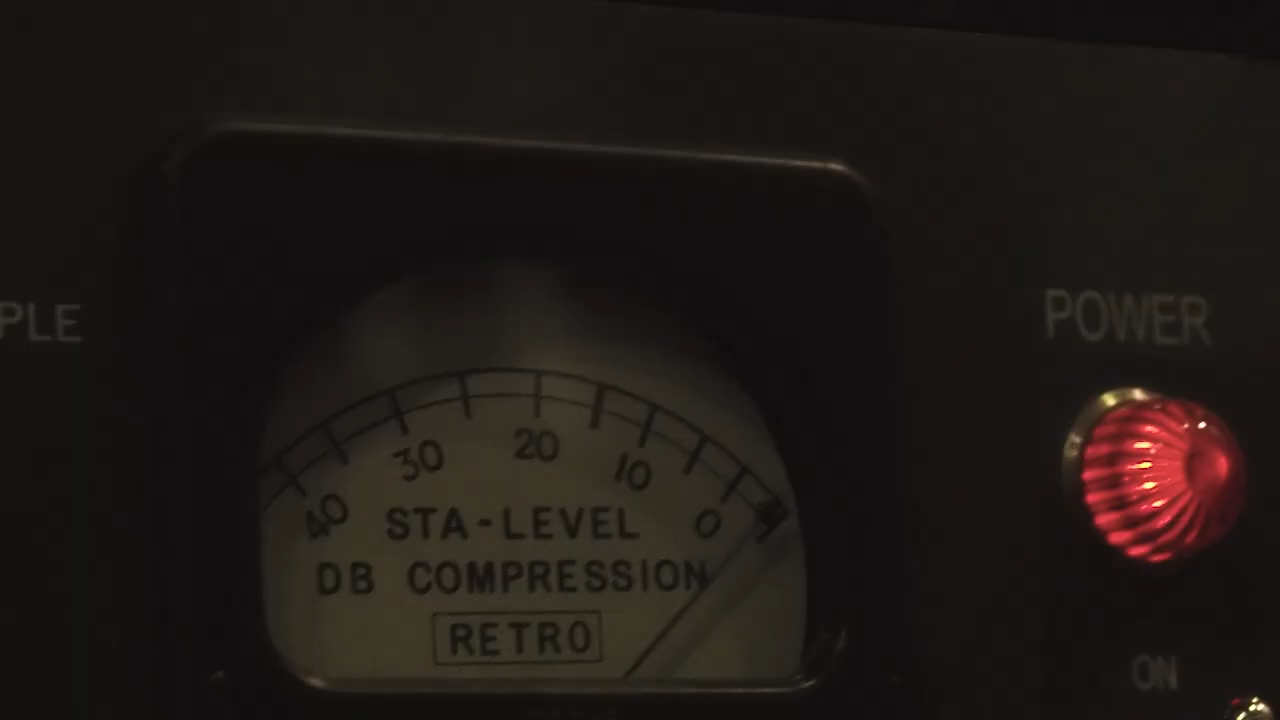 PLE
POWER
40 30 20 10 0
STA-LEVEL
DB COMPRESSION
RETRO
ON